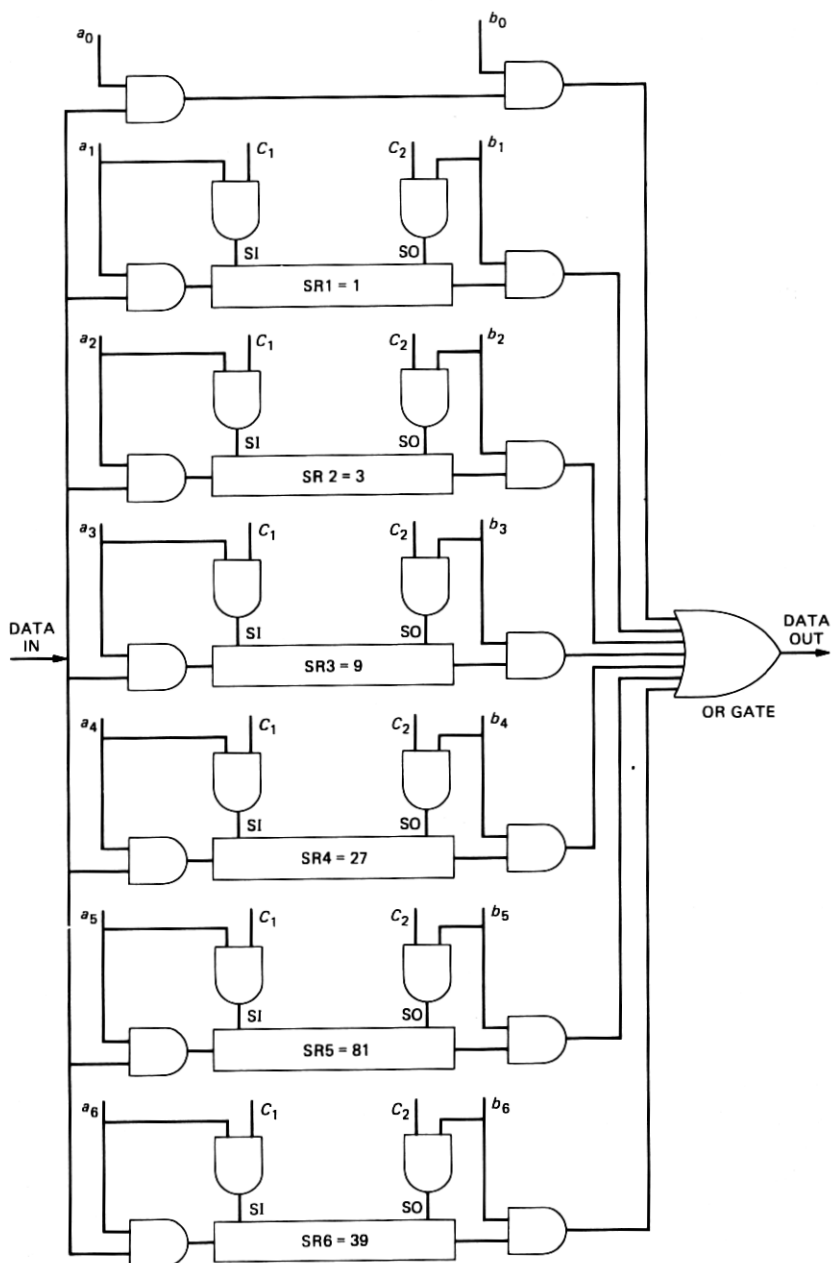 a0 b0
a1 C1 C2 b1
SI SO
SR1 = 1
a2 C1 C2 b2
SI SO
SR 2 = 3
a3 C1 C2 b3
SI SO
SR3 = 9
DATA IN
DATA OUT
OR GATE
a4 C1 C2 b4
SI SO
SR4 = 27
a5 C1 C2 b5
SI SO
SR5 = 81
a6 C1 C2 b6
SI SO
SR6 = 39